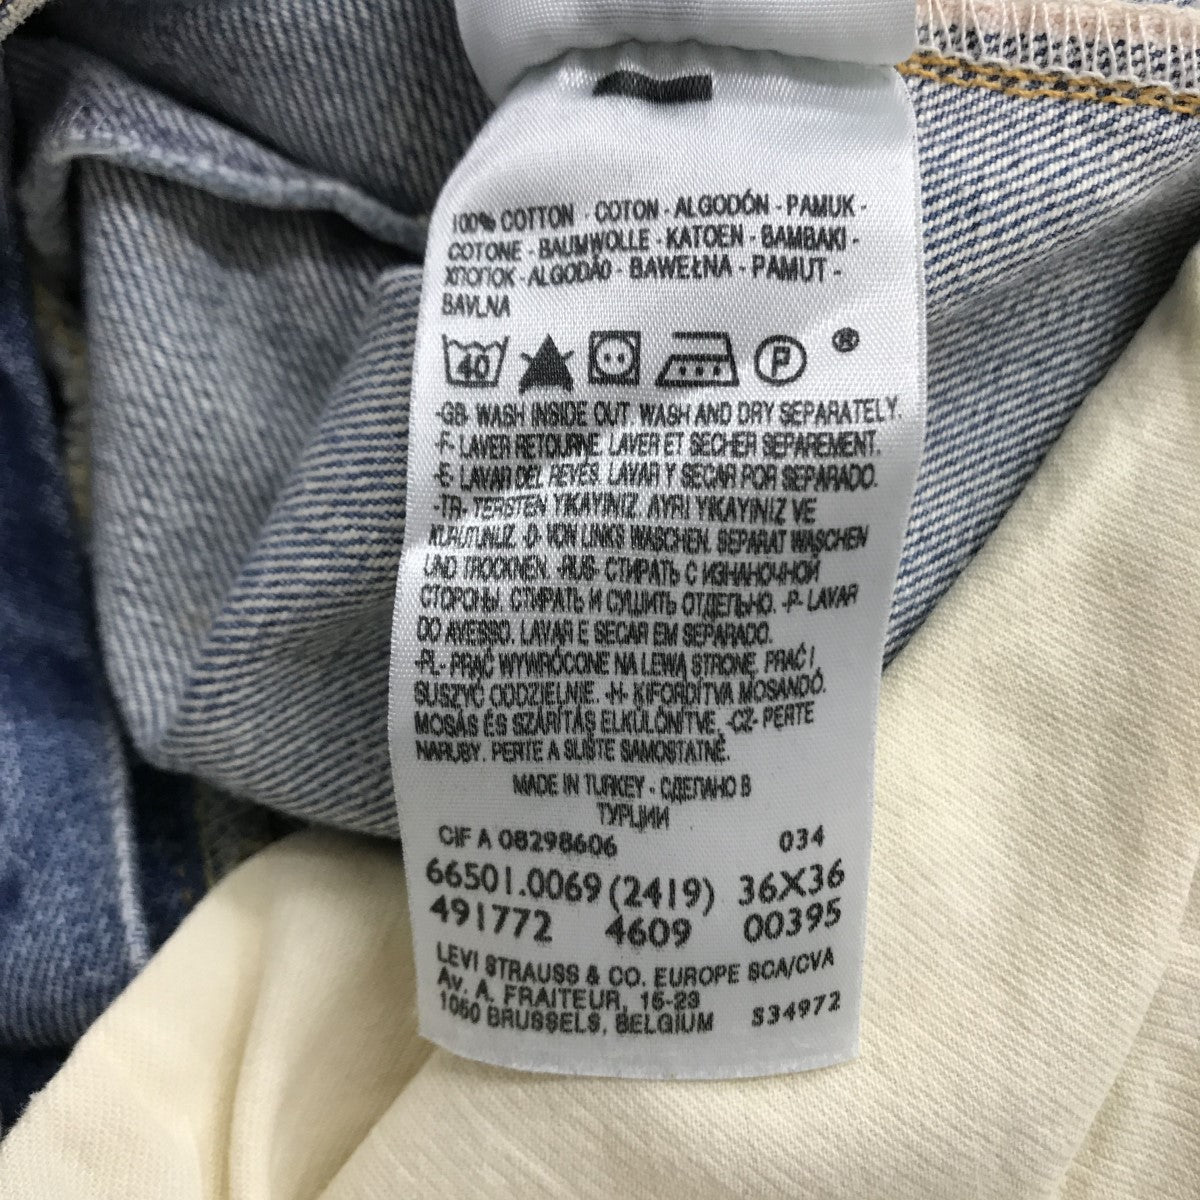 100% COTTON - COTON - ALGODÓN - PAMUK -
COTONE - BAUMWOLLE - KATOEN - BAMBAKI -
ХЛОПОК - ALGODÃO - BAWEŁNA - PAMUT -
BAVLNA
40 P ®
-GB- WASH INSIDE OUT. WASH AND DRY SEPARATELY.
-F- LAVER RETOURNE. LAVER ET SECHER SEPAREMENT.
-E- LAVAR DEL REVÉS. LAVAR Y SECAR POR SEPARADO.
-TR- TERSTEN YIKAYINIZ. AYRI YIKAYINIZ VE
KURUTUNUZ. -D- VON LINKS WASCHEN. SEPARAT WASCHEN
UND TROCKNEN. -RUS- СТИРАТЬ С ИЗНАНОЧНОЙ
СТОРОНЫ. СТИРАТЬ И СУШИТЬ ОТДЕЛЬНО. -P- LAVAR
DO AVESSO. LAVAR E SECAR EM SEPARADO.
-PL- PRAĆ WYWRÓCONE NA LEWĄ STRONĘ. PRAĆ I
SUSZYĆ ODDZIELNIE. -H- KIFORDÍTVA MOSANDÓ.
MOSÁS ÉS SZÁRÍTÁS ELKÜLÖNÍTVE. -CZ- PERTE
NARUBY. PERTE A SUŠTE SAMOSTATNĚ.
MADE IN TURKEY - СДЕЛАНО В
ТУРЦИИ
CIF A 08298606 034
66501.0069 (2419) 36X36
491772 4609 00395
LEVI STRAUSS & CO. EUROPE SCA/CVA
Av. A. FRAITEUR, 15-23
1050 BRUSSELS, BELGIUM S34972